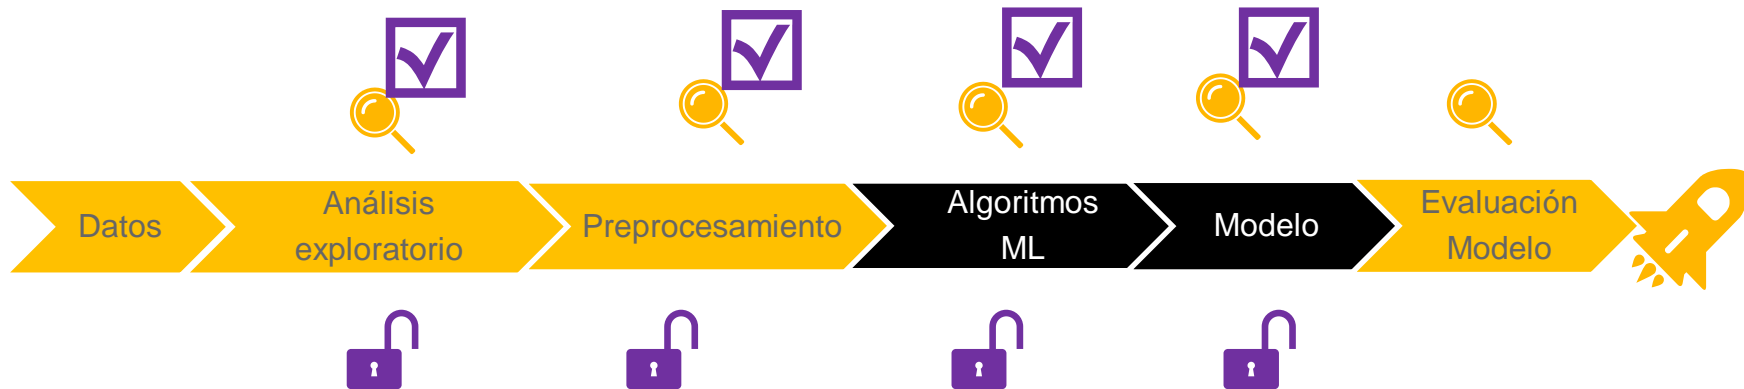 Datos
Análisis
exploratorio
Preprocesamiento
Algoritmos
ML
Modelo
Evaluación
Modelo